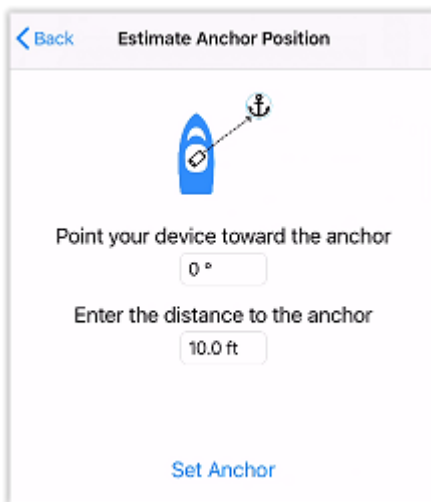 Back Estimate Anchor Position
Point your device toward the anchor
0 °
Enter the distance to the anchor
10.0 ft
Set Anchor